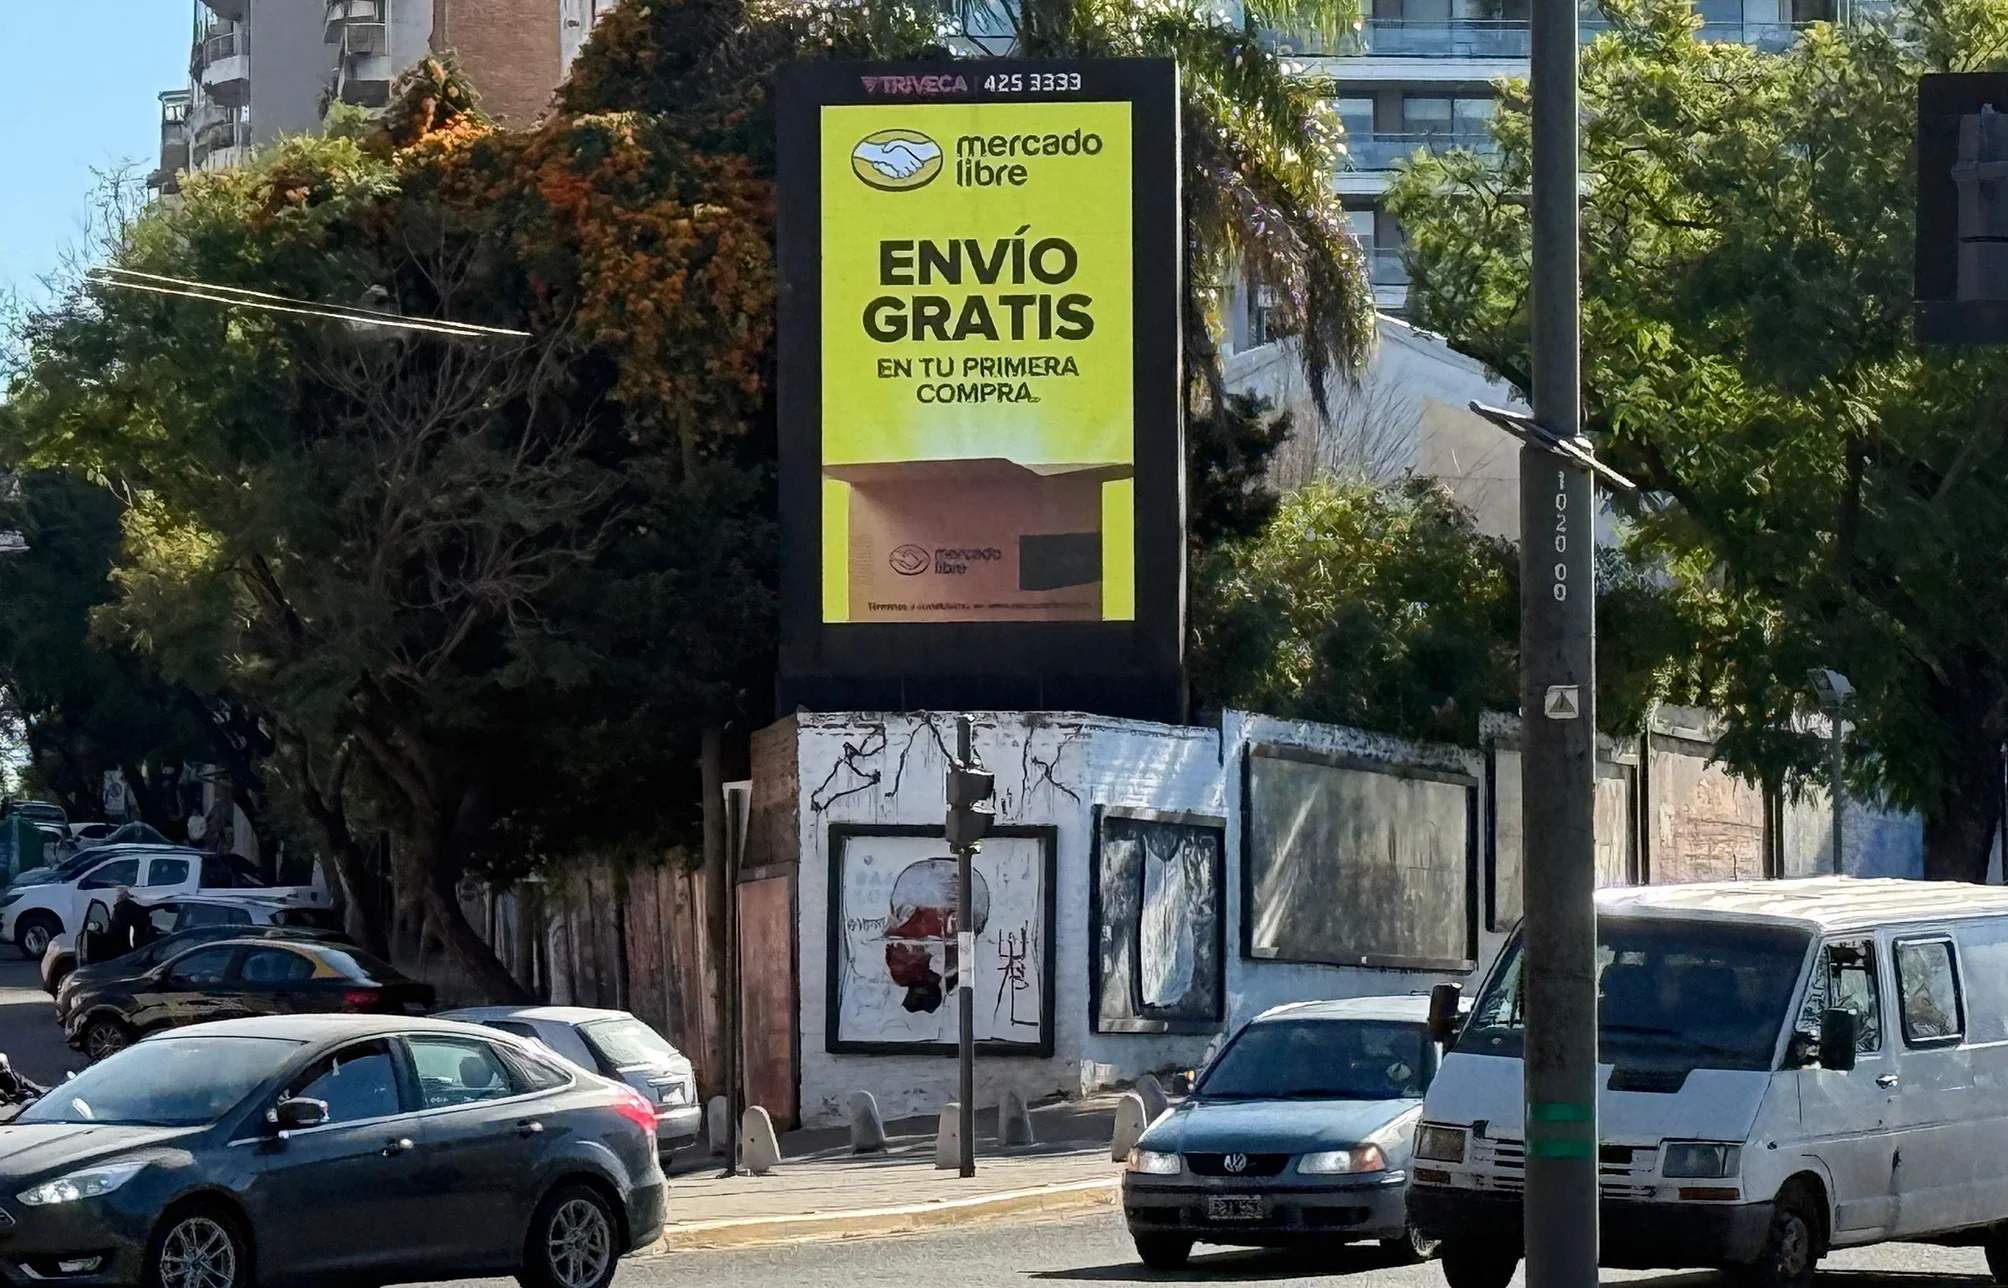 TRIVECA 425 3333
mercado
libre
ENVÍO
GRATIS
EN TU PRIMERA
COMPRA.
mercado
libre
1020 00